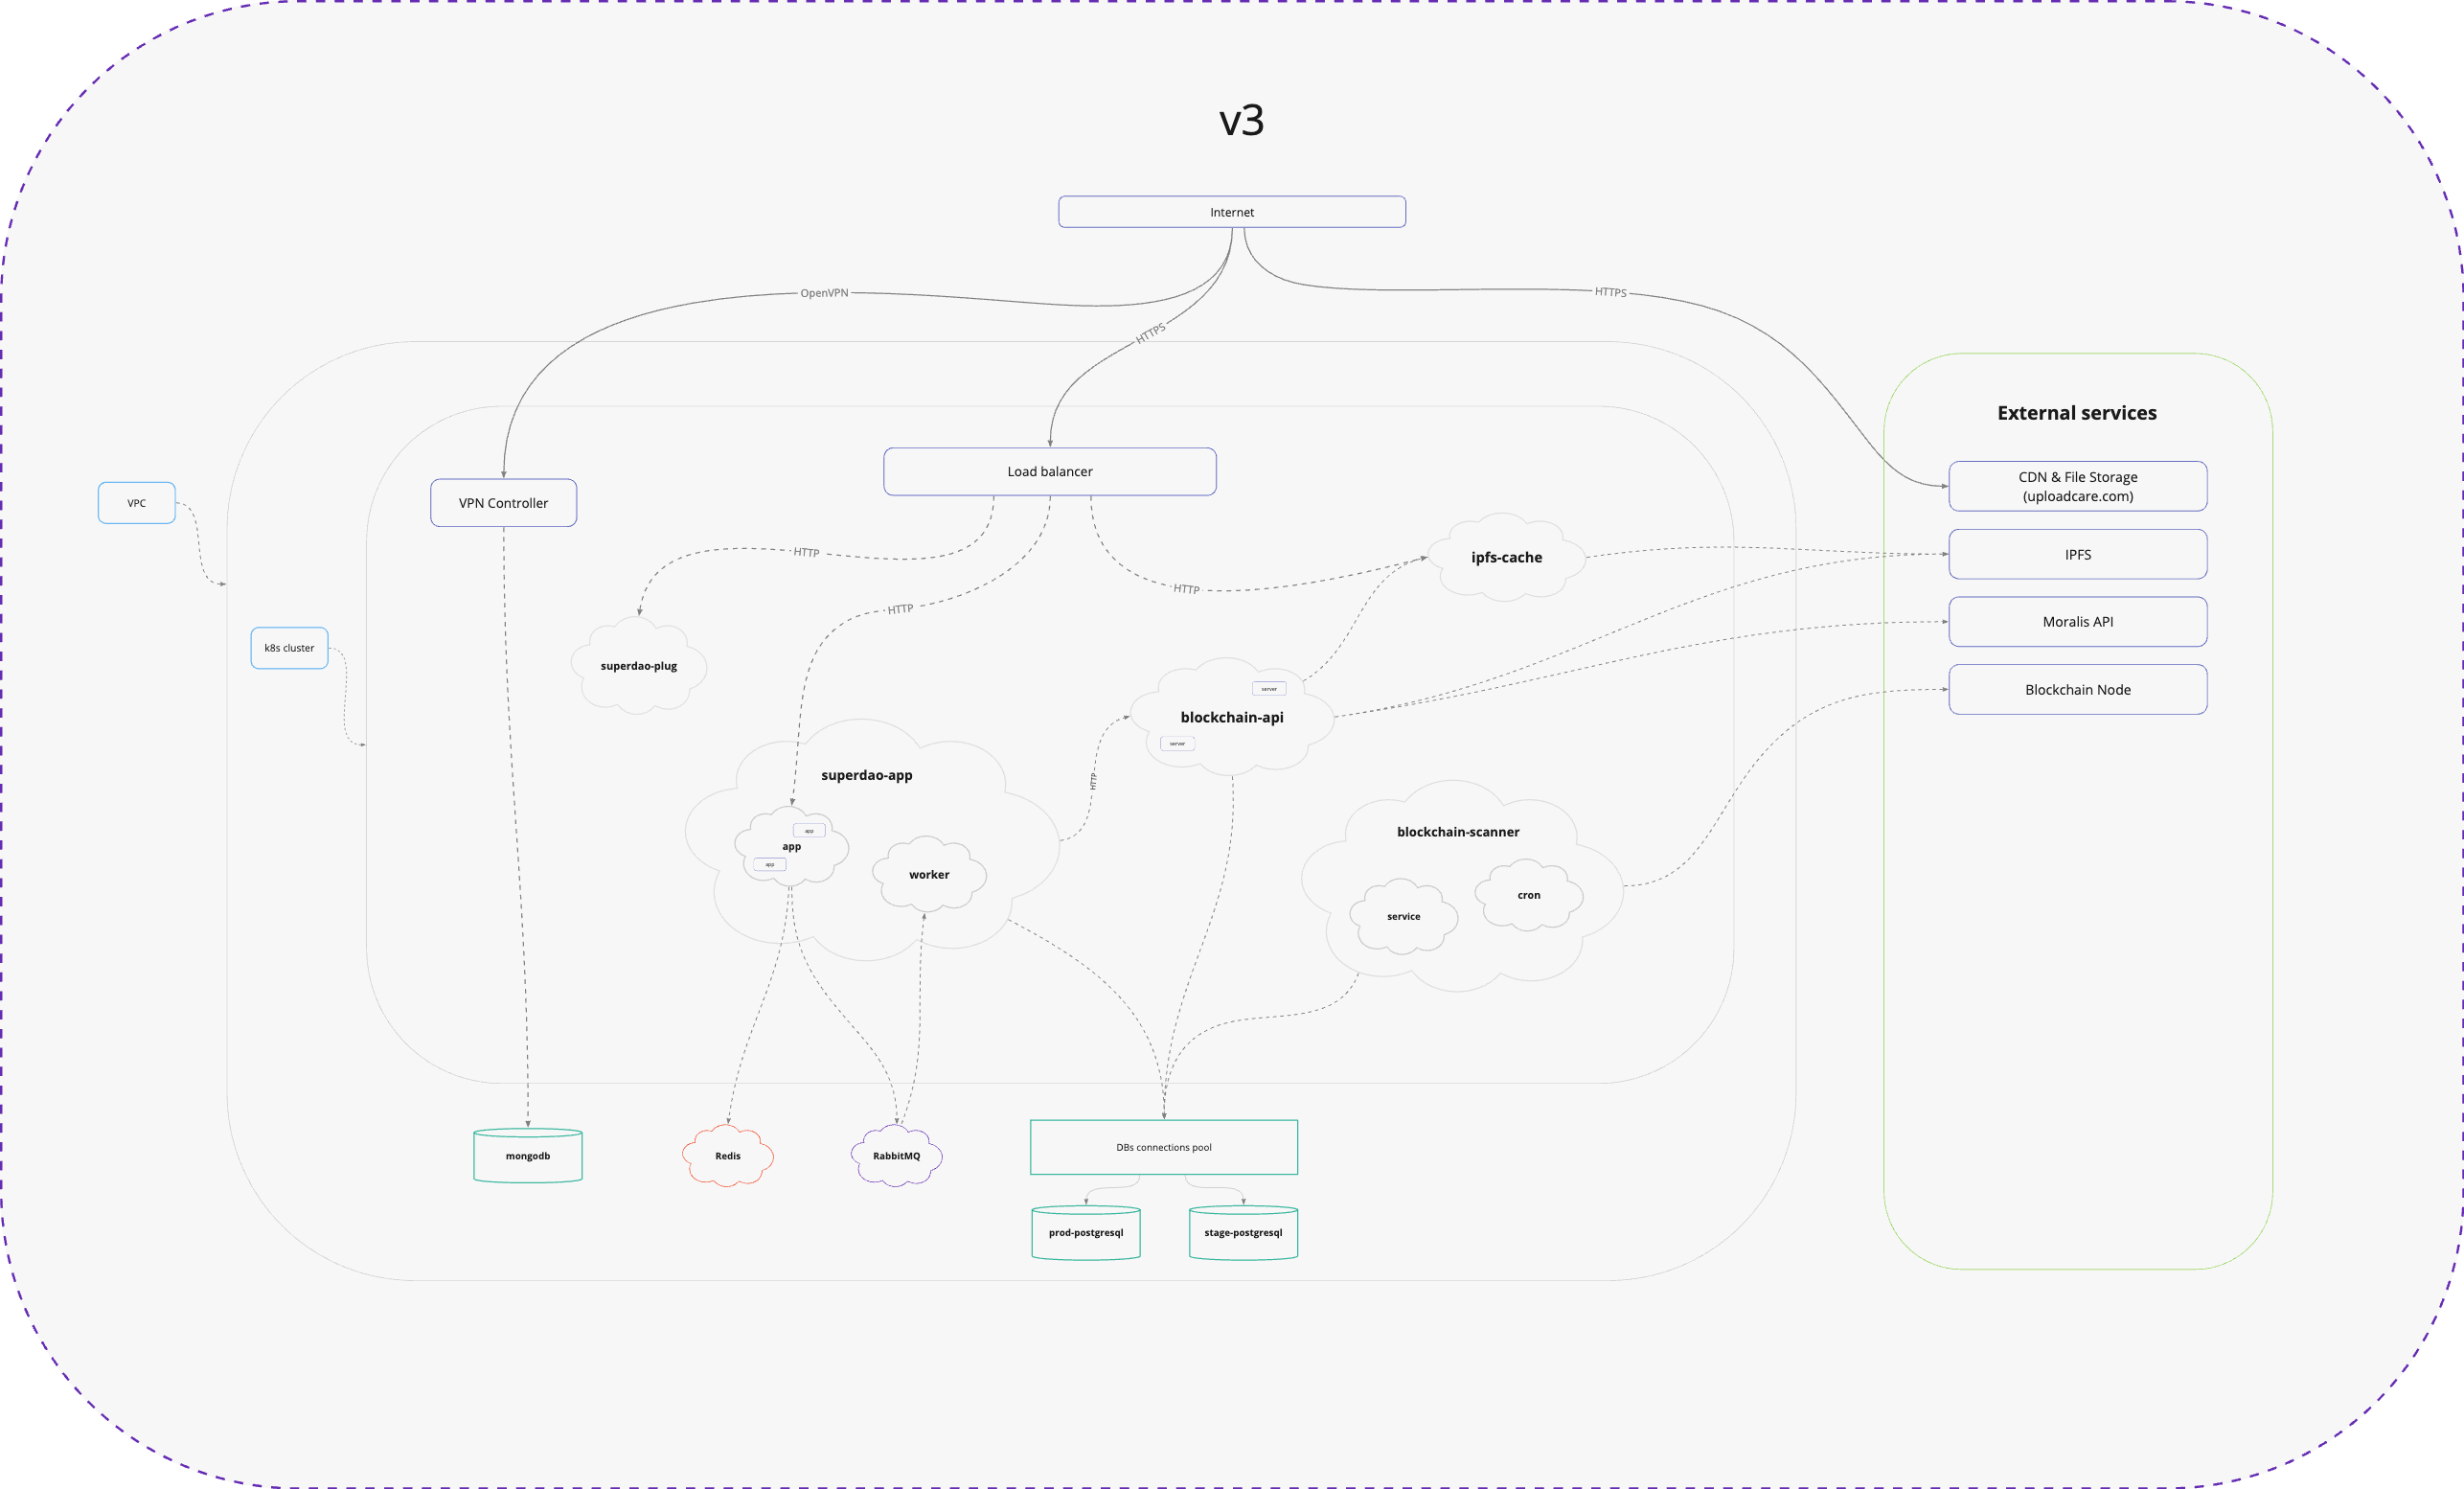 v3
Internet
OpenVPN
HTTPS
HTTPS
External services
Load balancer
VPN Controller
VPC
CDN & File Storage
(uploadcare.com)
HTTP
ipfs-cache
IPFS
HTTP
HTTP
Moralis API
k8s cluster
superdao-plug
server
Blockchain Node
blockchain-api
server
superdao-app
HTTP
app
app
app
blockchain-scanner
worker
cron
service
mongodb
Redis
RabbitMQ
DBs connections pool
prod-postgresql
stage-postgresql